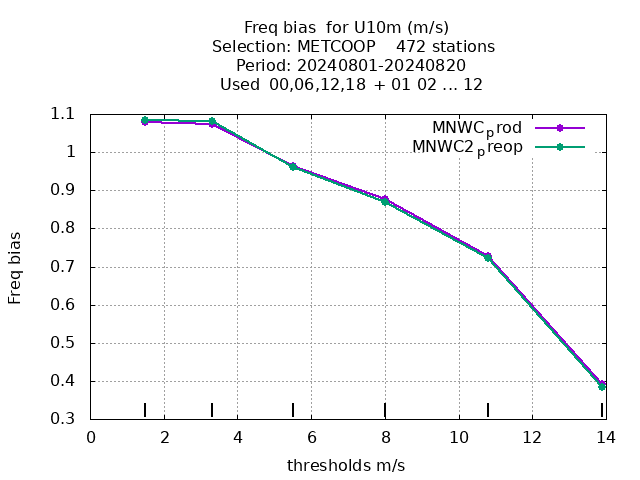 Freq bias  for U10m (m/s)
Selection: METCOOP    472 stations
Period: 20240801-20240820
Used  00,06,12,18 + 01 02 ... 12
MNWC_prod
MNWC2_preop
1.1
1
0.9
0.8
0.7
0.6
0.5
0.4
0.3
Freq bias
0 2 4 6 8 10 12 14
thresholds m/s